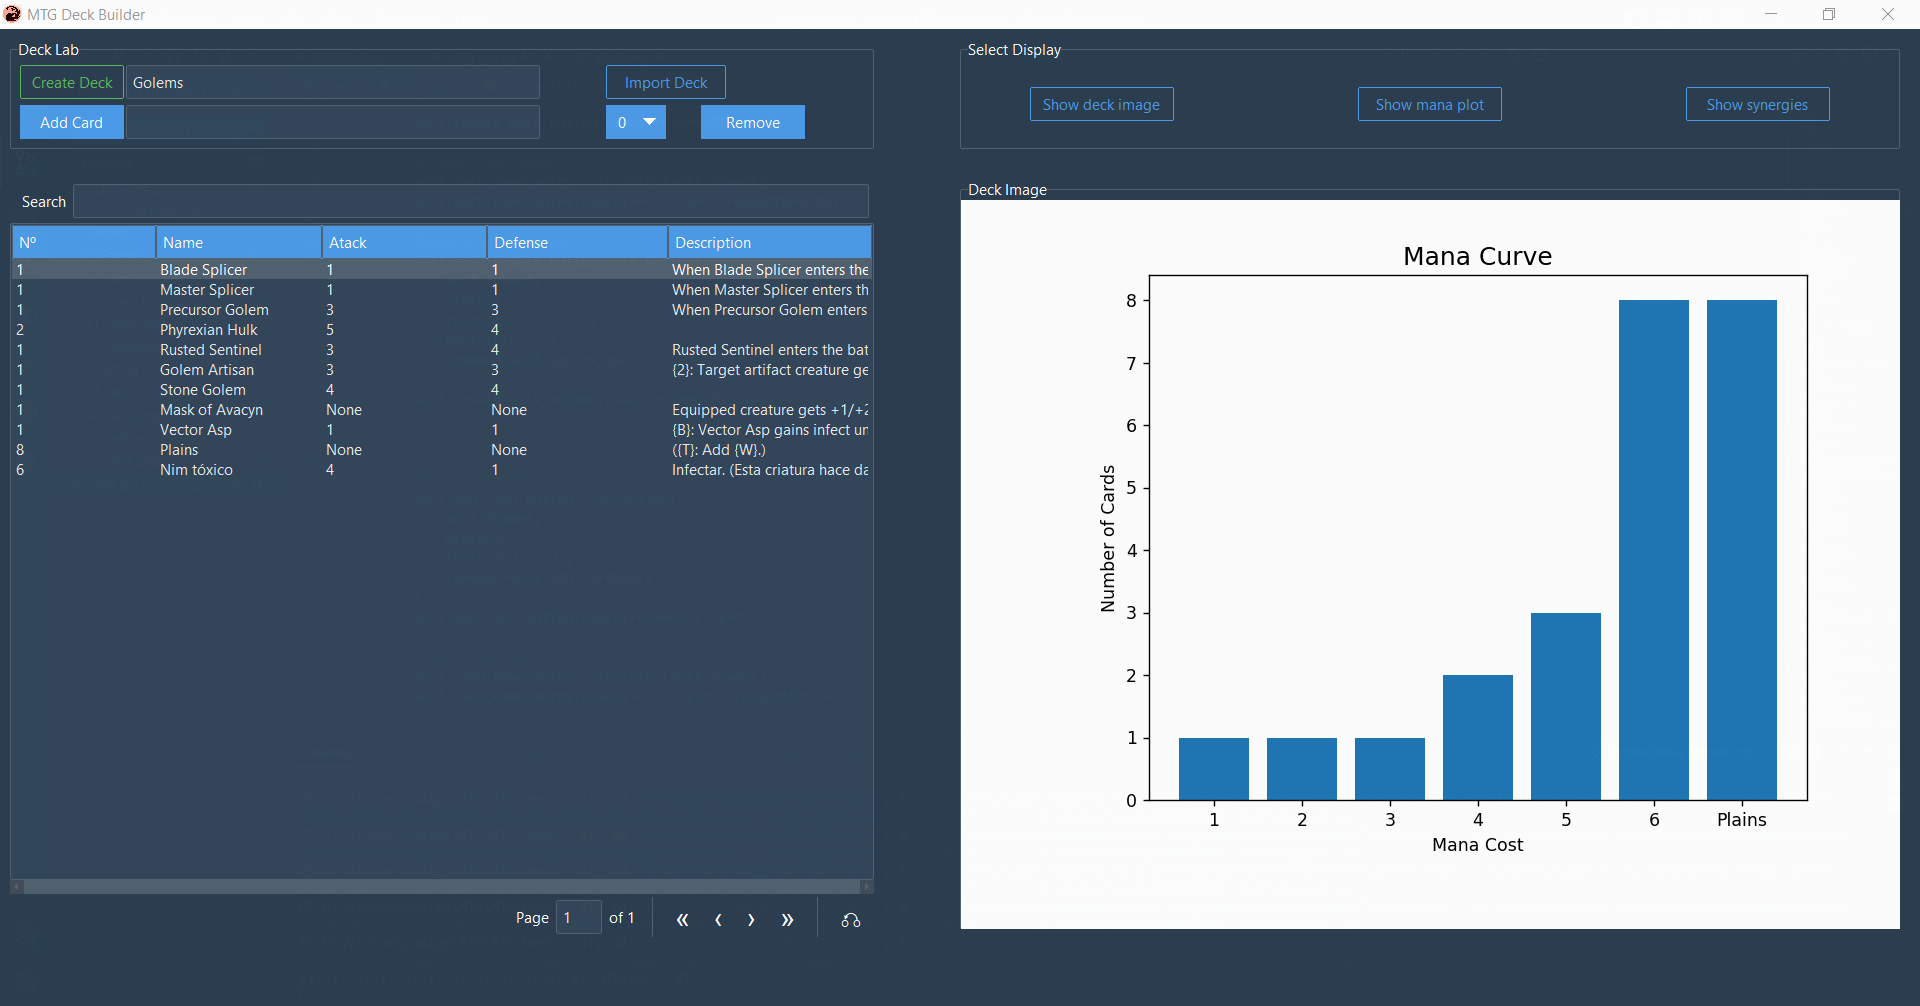 MTG Deck Builder
Deck Lab
Create Deck Golems Import Deck
Add Card 0 Remove
Search
Nº Name Atack Defense Description
1 Blade Splicer 1 1 When Blade Splicer enters the
1 Master Splicer 1 1 When Master Splicer enters th
1 Precursor Golem 3 3 When Precursor Golem enters
2 Phyrexian Hulk 5 4
1 Rusted Sentinel 3 4 Rusted Sentinel enters the bat
1 Golem Artisan 3 3 {2}: Target artifact creature ge
1 Stone Golem 4 4
1 Mask of Avacyn None None Equipped creature gets +1/+2
1 Vector Asp 1 1 {B}: Vector Asp gains infect un
8 Plains None None ({T}: Add {W}.)
6 Nim tóxico 4 1 Infectar. (Esta criatura hace da
Page 1 of 1 « ‹ › »
Select Display
Show deck image Show mana plot Show synergies
Deck Image
Mana Curve
8
7
6
5
4
3
2
1
0
Number of Cards
1 2 3 4 5 6 Plains
Mana Cost